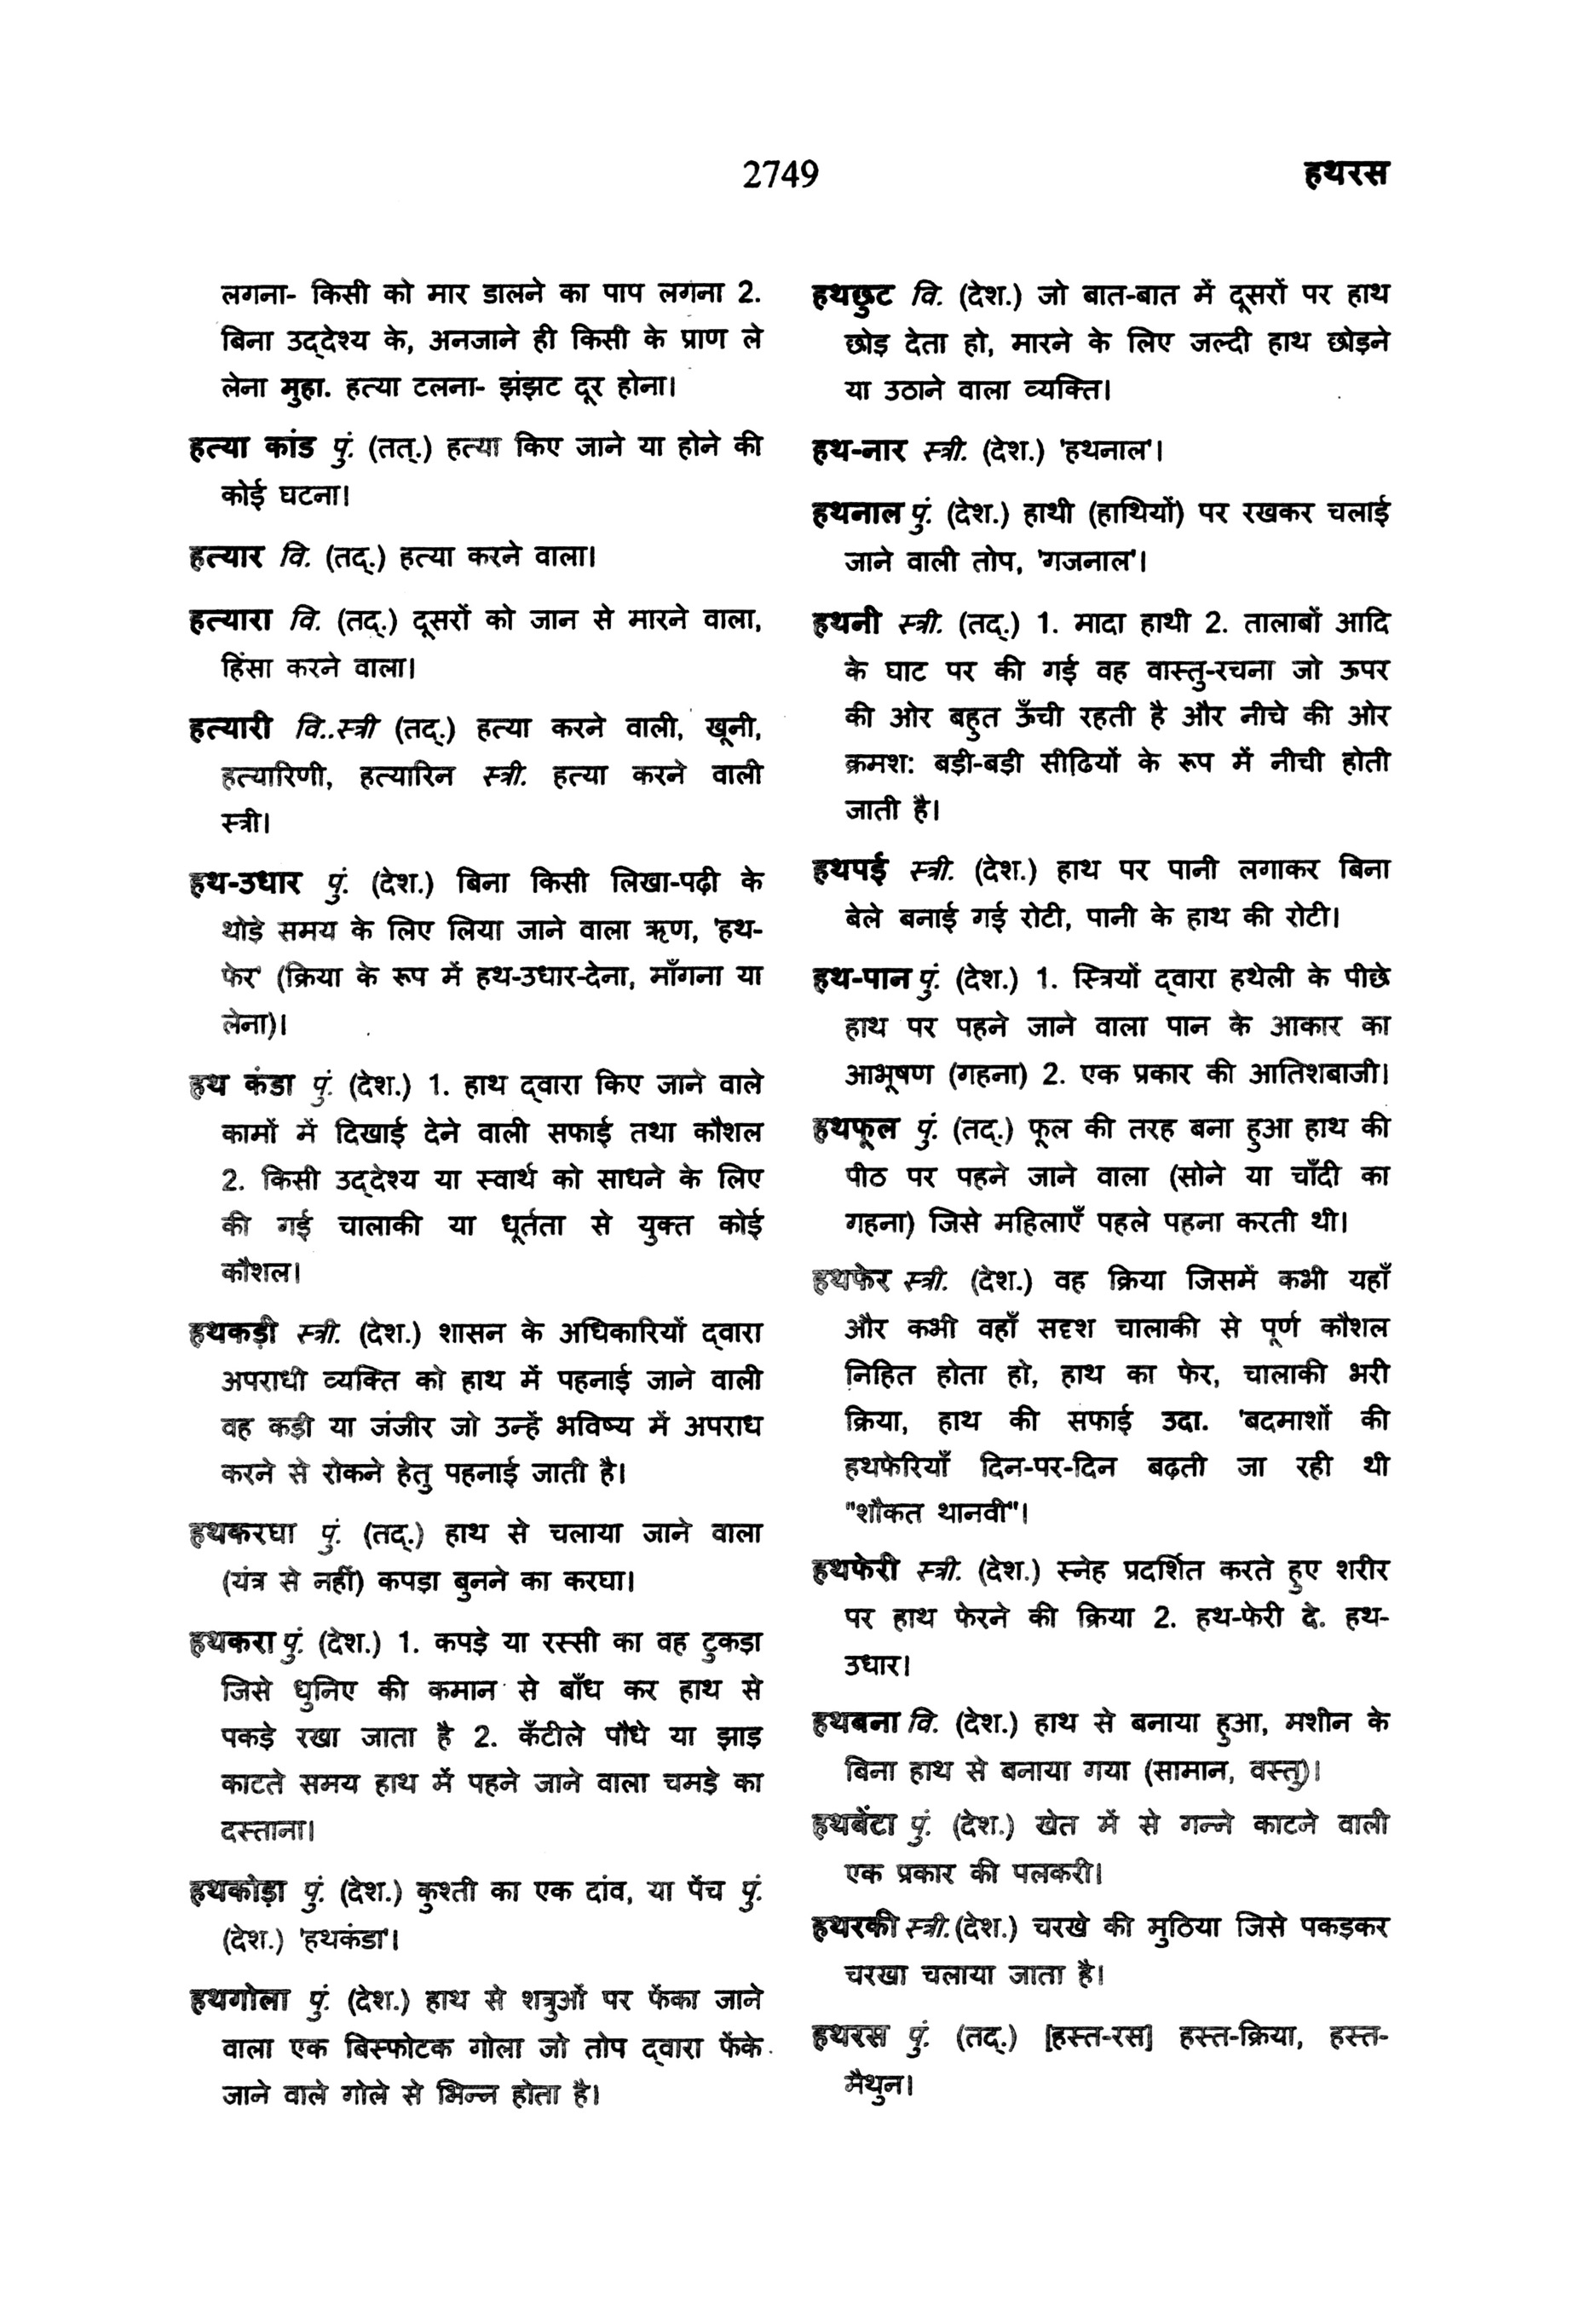 2749
हथरस
लगना- किसी को मार डालने का पाप लगना 2.
बिना उद्देश्य के, अनजाने ही किसी के प्राण ले
लेना मुहा. हत्या टलना- झंझट दूर होना।
हत्या कांड पुं. (तत्.) हत्या किए जाने या होने की
कोई घटना।
हत्यार वि. (तद्.) हत्या करने वाला।
हत्यारा वि. (तद्.) दूसरों को जान से मारने वाला,
हिंसा करने वाला।
हत्यारी वि..स्त्री (तद्.) हत्या करने वाली, खूनी,
हत्यारिणी, हत्यारिन स्त्री. हत्या करने वाली
स्त्री।
हथ-उधार पुं. (देश.) बिना किसी लिखा-पढ़ी के
थोड़े समय के लिए लिया जाने वाला ऋण, 'हथ-
फेर' (क्रिया के रूप में हथ-उधार-देना, माँगना या
लेना)।
हथ कंडा पुं. (देश.) 1. हाथ द्वारा किए जाने वाले
कामों में दिखाई देने वाली सफाई तथा कौशल
2. किसी उद्देश्य या स्वार्थ को साधने के लिए
की गई चालाकी या धूर्तता से युक्त कोई
कौशल।
हथकड़ी स्त्री. (देश.) शासन के अधिकारियों द्वारा
अपराधी व्यक्ति को हाथ में पहनाई जाने वाली
वह कड़ी या जंजीर जो उन्हें भविष्य में अपराध
करने से रोकने हेतु पहनाई जाती है।
हथकरघा पुं. (तद्.) हाथ से चलाया जाने वाला
(यंत्र से नहीं) कपड़ा बुनने का करघा।
हथकरा पुं. (देश.) 1. कपड़े या रस्सी का वह टुकड़ा
जिसे धुनिए की कमान से बाँध कर हाथ से
पकड़े रखा जाता है 2. कँटीले पौधे या झाड़
काटते समय हाथ में पहने जाने वाला चमड़े का
दस्ताना।
हथकोड़ा पुं. (देश.) कुश्ती का एक दांव, या पेंच पुं.
(देश.) 'हथकंडा'।
हथगोला पुं. (देश.) हाथ से शत्रुओं पर फेंका जाने
वाला एक बिस्फोटक गोला जो तोप द्वारा फेंके
जाने वाले गोले से भिन्न होता है।
हथछुट वि. (देश.) जो बात-बात में दूसरों पर हाथ
छोड़ देता हो, मारने के लिए जल्दी हाथ छोड़ने
या उठाने वाला व्यक्ति।
हथ-नार स्त्री. (देश.) 'हथनाल'।
हथनाल पुं. (देश.) हाथी (हाथियों) पर रखकर चलाई
जाने वाली तोप, 'गजनाल'।
हथनी स्त्री. (तद्.) 1. मादा हाथी 2. तालाबों आदि
के घाट पर की गई वह वास्तु-रचना जो ऊपर
की ओर बहुत ऊँची रहती है और नीचे की ओर
क्रमश: बड़ी-बड़ी सीढियों के रूप में नीची होती
जाती है।
हथपई स्त्री. (देश.) हाथ पर पानी लगाकर बिना
बेले बनाई गई रोटी, पानी के हाथ की रोटी।
हथ-पान पुं. (देश.) 1. स्त्रियों द्वारा हथेली के पीछे
हाथ पर पहने जाने वाला पान के आकार का
आभूषण (गहना) 2. एक प्रकार की आतिशबाजी।
हथफूल पुं. (तद्.) फूल की तरह बना हुआ हाथ की
पीठ पर पहने जाने वाला (सोने या चाँदी का
गहना) जिसे महिलाएँ पहले पहना करती थी।
हथफेर स्त्री. (देश.) वह क्रिया जिसमें कभी यहाँ
और कभी वहाँ सदृश चालाकी से पूर्ण कौशल
निहित होता हो, हाथ का फेर, चालाकी भरी
क्रिया, हाथ की सफाई उदा. 'बदमाशों की
हथफेरियाँ दिन-पर-दिन बढ़ती जा रही थी
"शौकत थानवी"।
हथफेरी स्त्री. (देश.) स्नेह प्रदर्शित करते हुए शरीर
पर हाथ फेरने की क्रिया 2. हथ-फेरी दे. हथ-
उधार।
हथबना वि. (देश.) हाथ से बनाया हुआ, मशीन के
बिना हाथ से बनाया गया (सामान, वस्तु)।
हथबेंटा पुं. (देश.) खेत में से गन्ने काटने वाली
एक प्रकार की पलकरी।
हथरकी स्त्री.(देश.) चरखे की मुठिया जिसे पकड़कर
चरखा चलाया जाता है।
हथरस पुं. (तद्.) [हस्त-रस] हस्त-क्रिया, हस्त-
मैथुन।